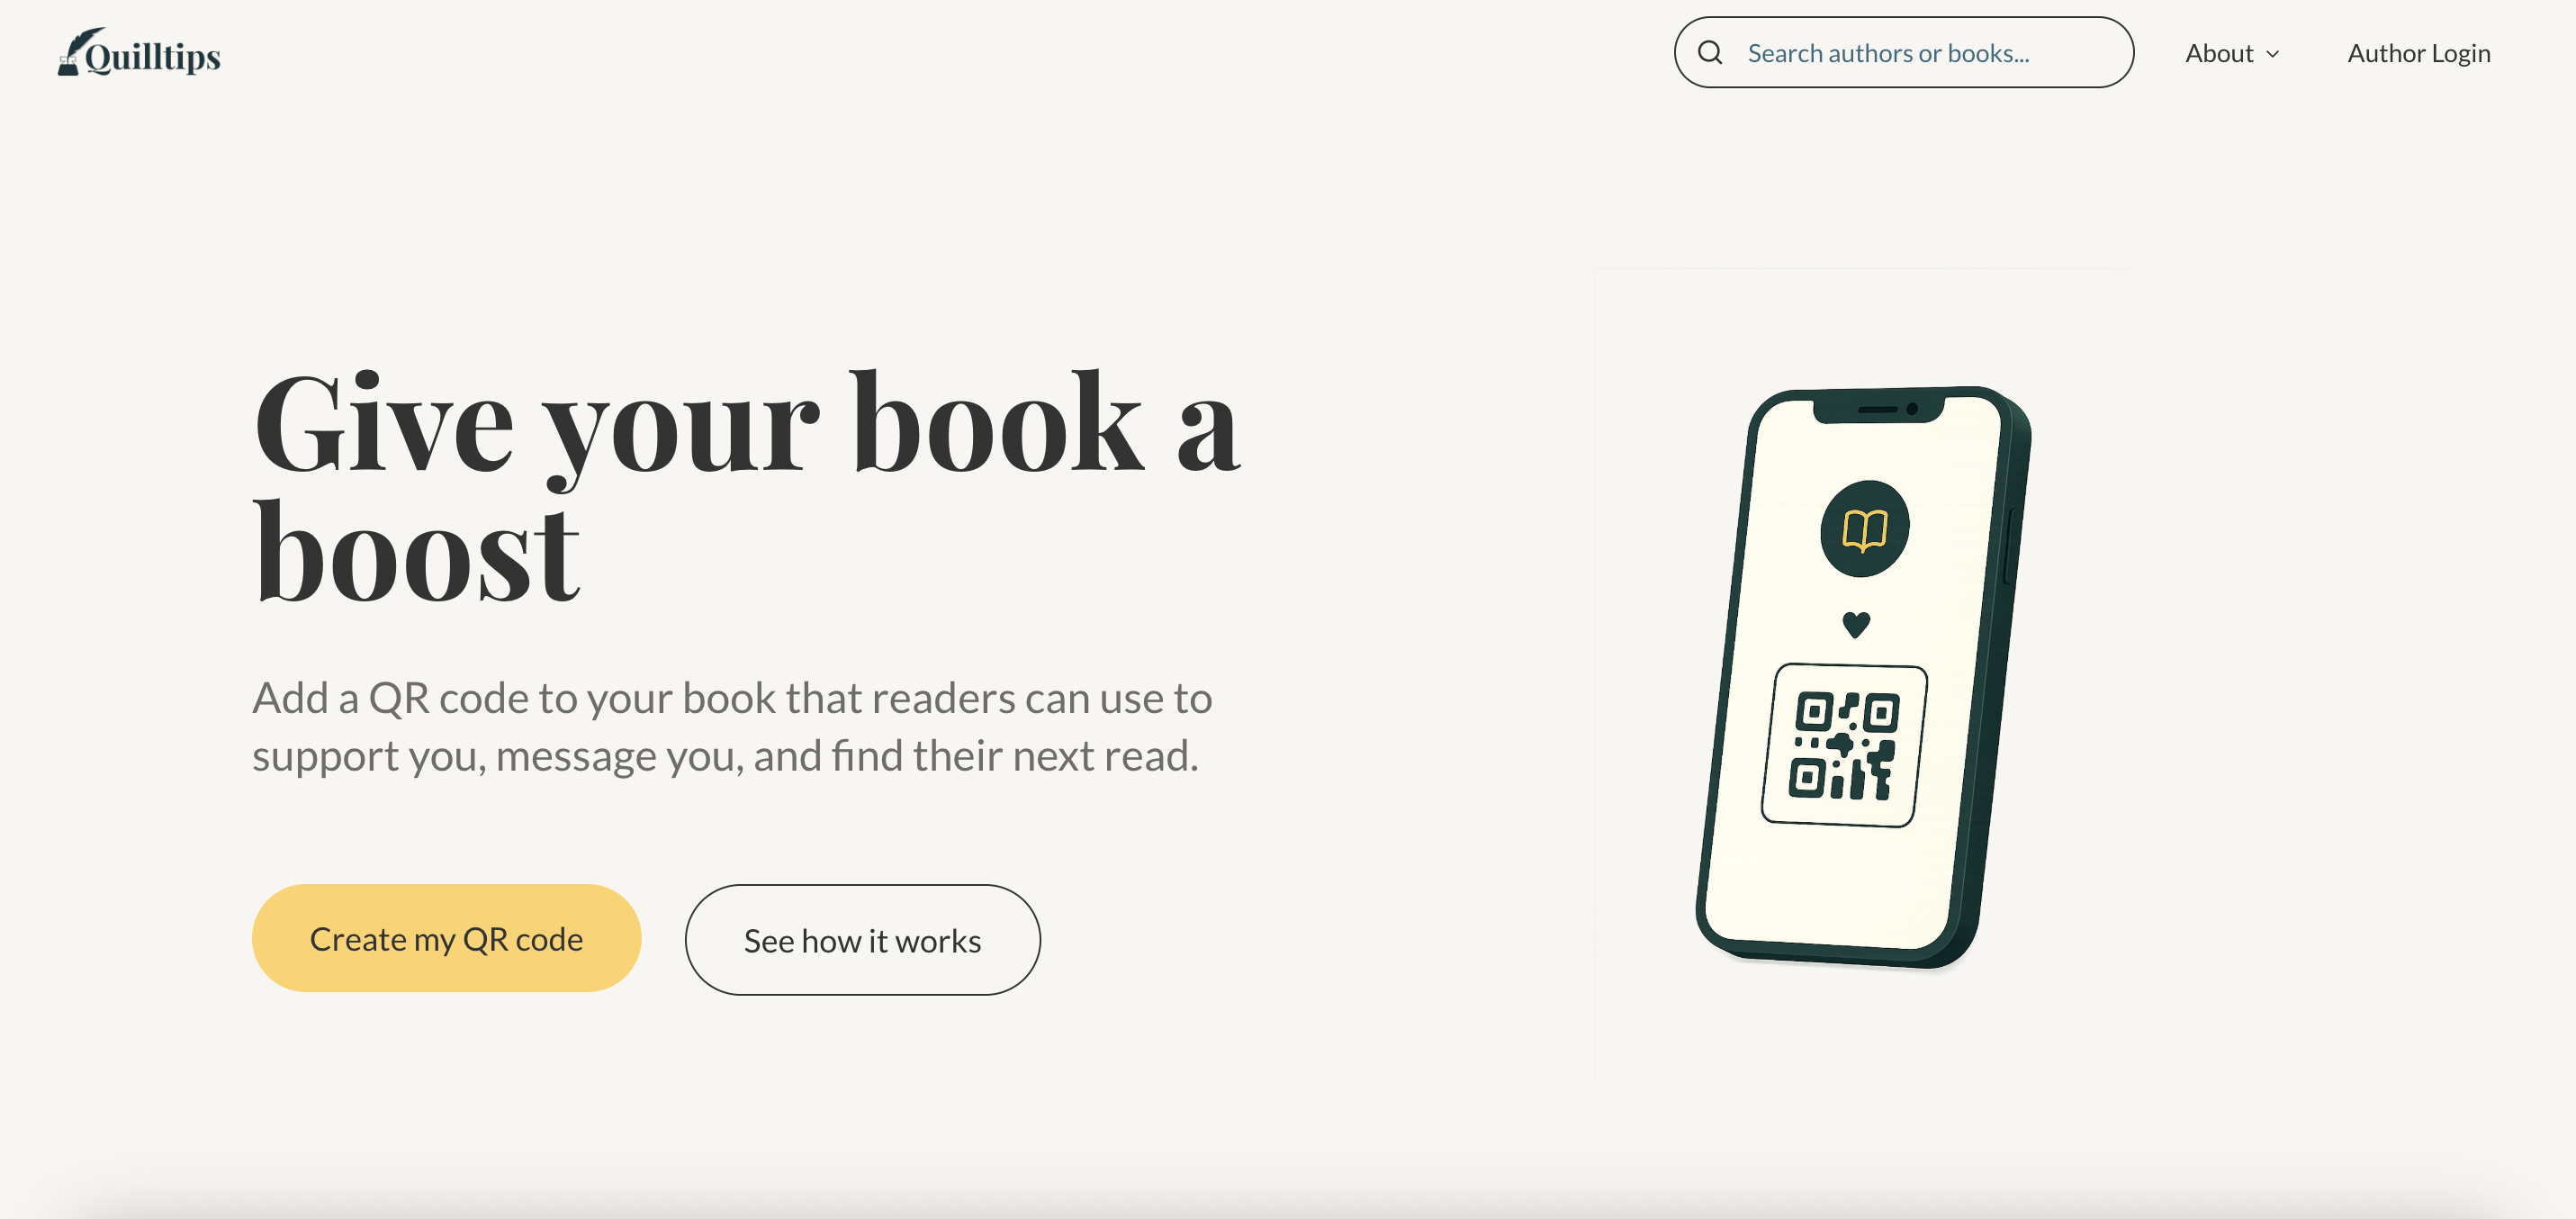 Quilltips
Search authors or books...
About
Author Login
Give your book a
boost
Add a QR code to your book that readers can use to
support you, message you, and find their next read.
Create my QR code
See how it works